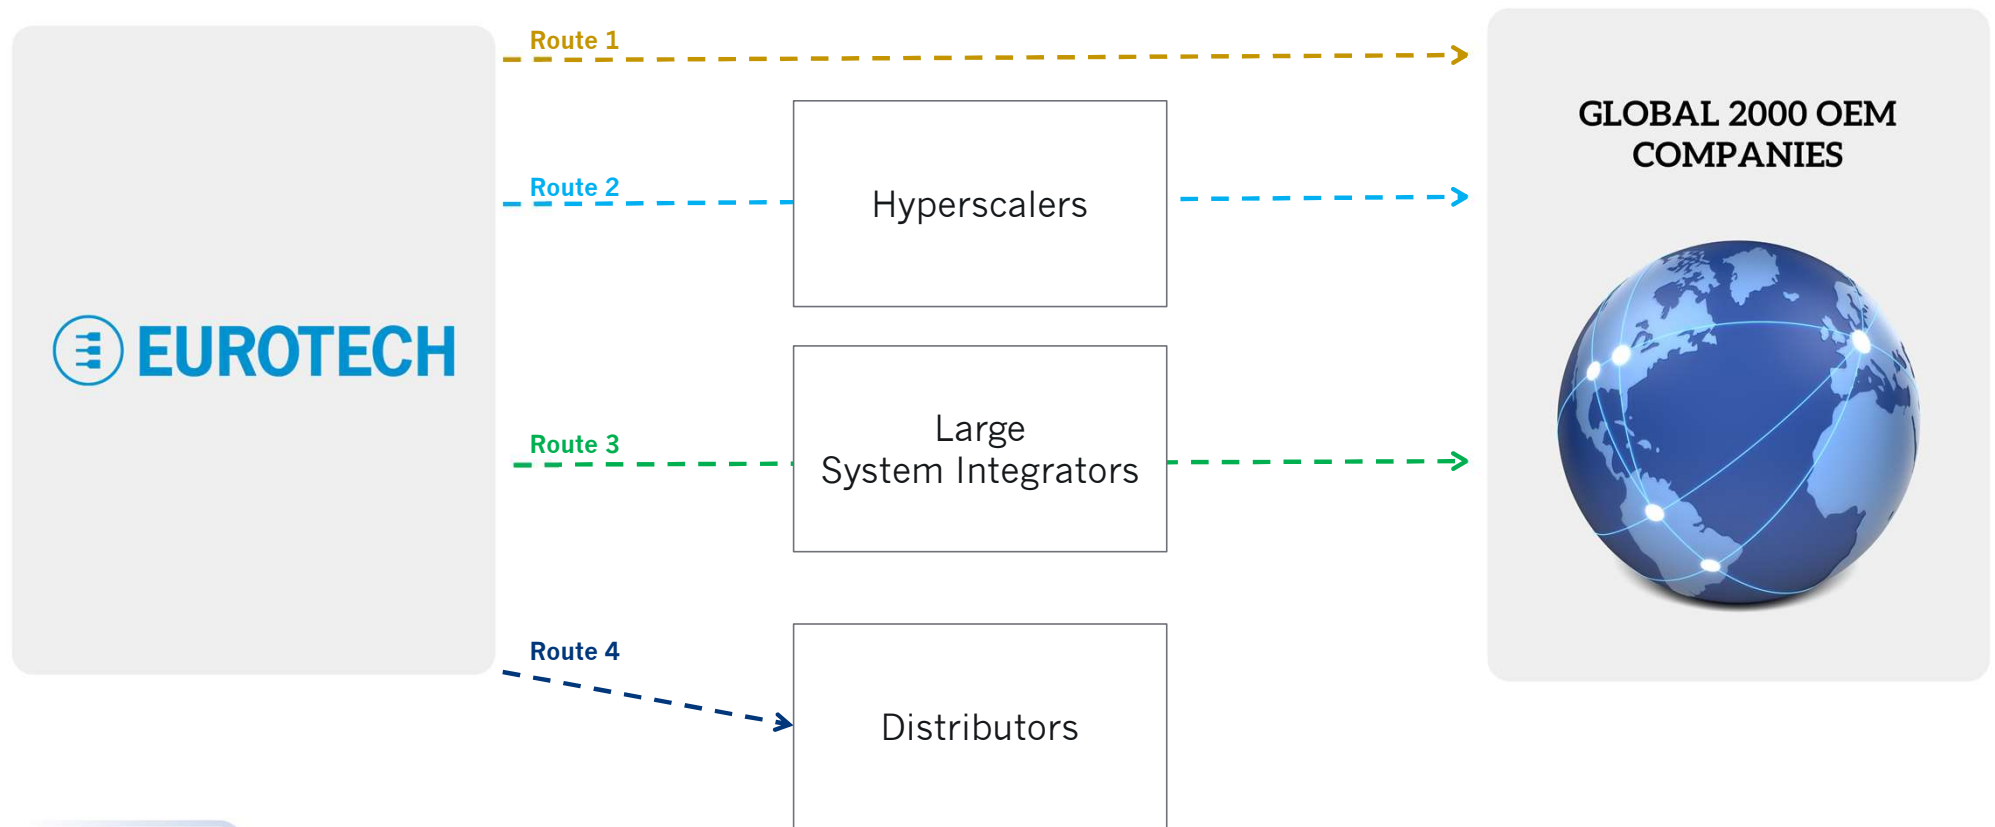 Route 1
GLOBAL 2000 OEM
COMPANIES
Route 2
Hyperscalers
EUROTECH
Route 3
Large
System Integrators
Route 4
Distributors